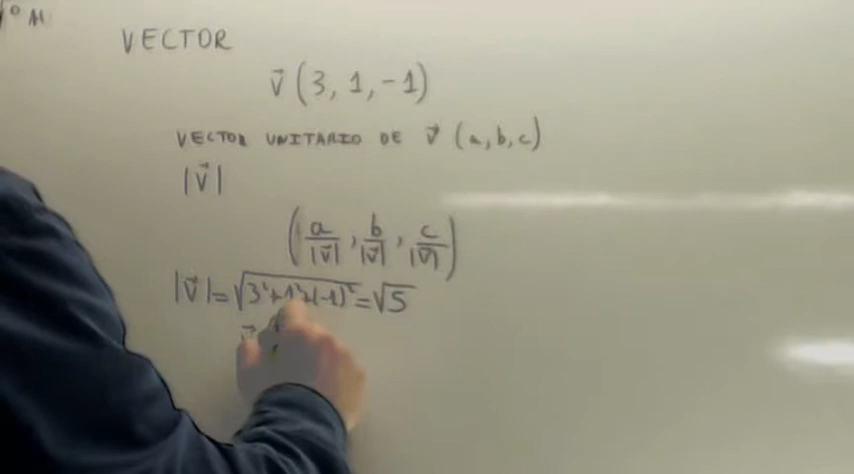 VECTOR
v⃗ (3, 1, -1)
VECTOR UNITARIO DE v⃗ (a, b, c)
|v⃗|
(a/|v⃗|, b/|v⃗|, c/|v⃗|)
|v⃗| = √(3²+1²+(-1)²) = √5